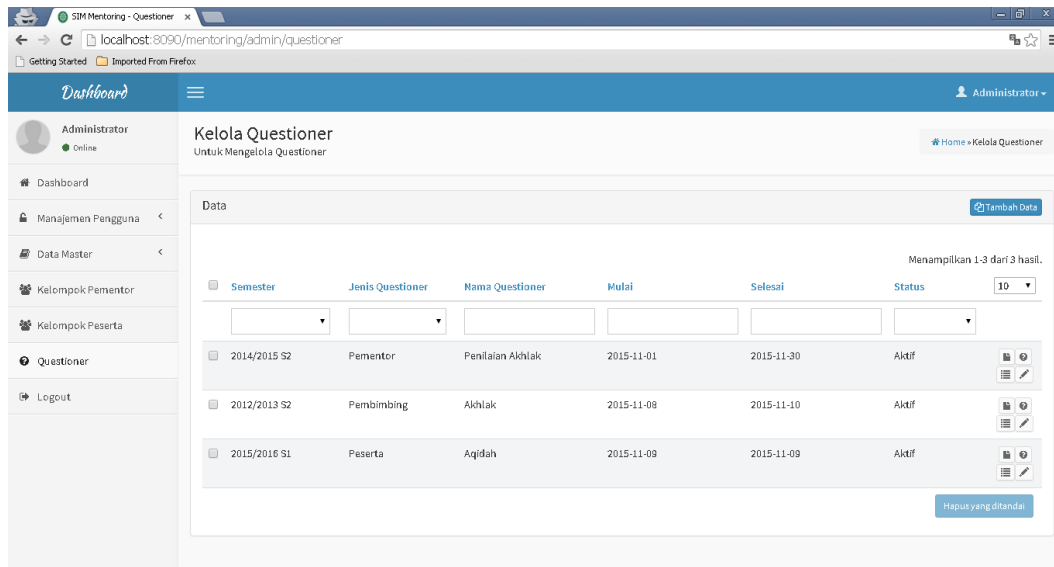 SIM Mentoring - Questioner
localhost:8090/mentoring/admin/questioner
Getting Started Imported From Firefox
Dashboard
Administrator
Administrator
Online
Kelola Questioner
Untuk Mengelola Questioner
Home » Kelola Questioner
Dashboard
Manajemen Pengguna
Data Master
Kelompok Pementor
Kelompok Peserta
Questioner
Logout
Data
Tambah Data
Menampilkan 1-3 dari 3 hasil.
Semester Jenis Questioner Nama Questioner Mulai Selesai Status 10
2014/2015 S2 Pementor Penilaian Akhlak 2015-11-01 2015-11-30 Aktif
2012/2013 S2 Pembimbing Akhlak 2015-11-08 2015-11-10 Aktif
2015/2016 S1 Peserta Aqidah 2015-11-09 2015-11-09 Aktif
Hapus yang ditandai